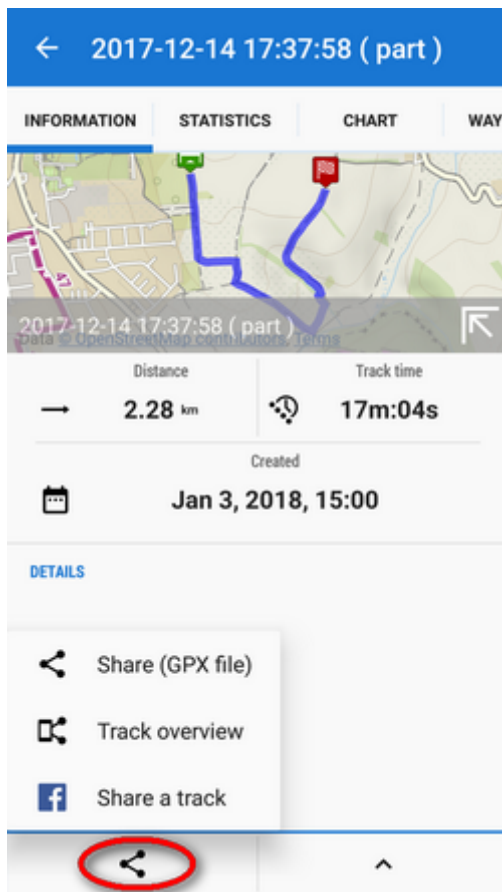 2017-12-14 17:37:58 ( part )
INFORMATION STATISTICS CHART WAY
47
2017-12-14 17:37:58 ( part )
Data © OpenStreetMap contributors, Terms
Distance Track time
2.28 km 17m:04s
Created
Jan 3, 2018, 15:00
DETAILS
Share (GPX file)
Track overview
Share a track